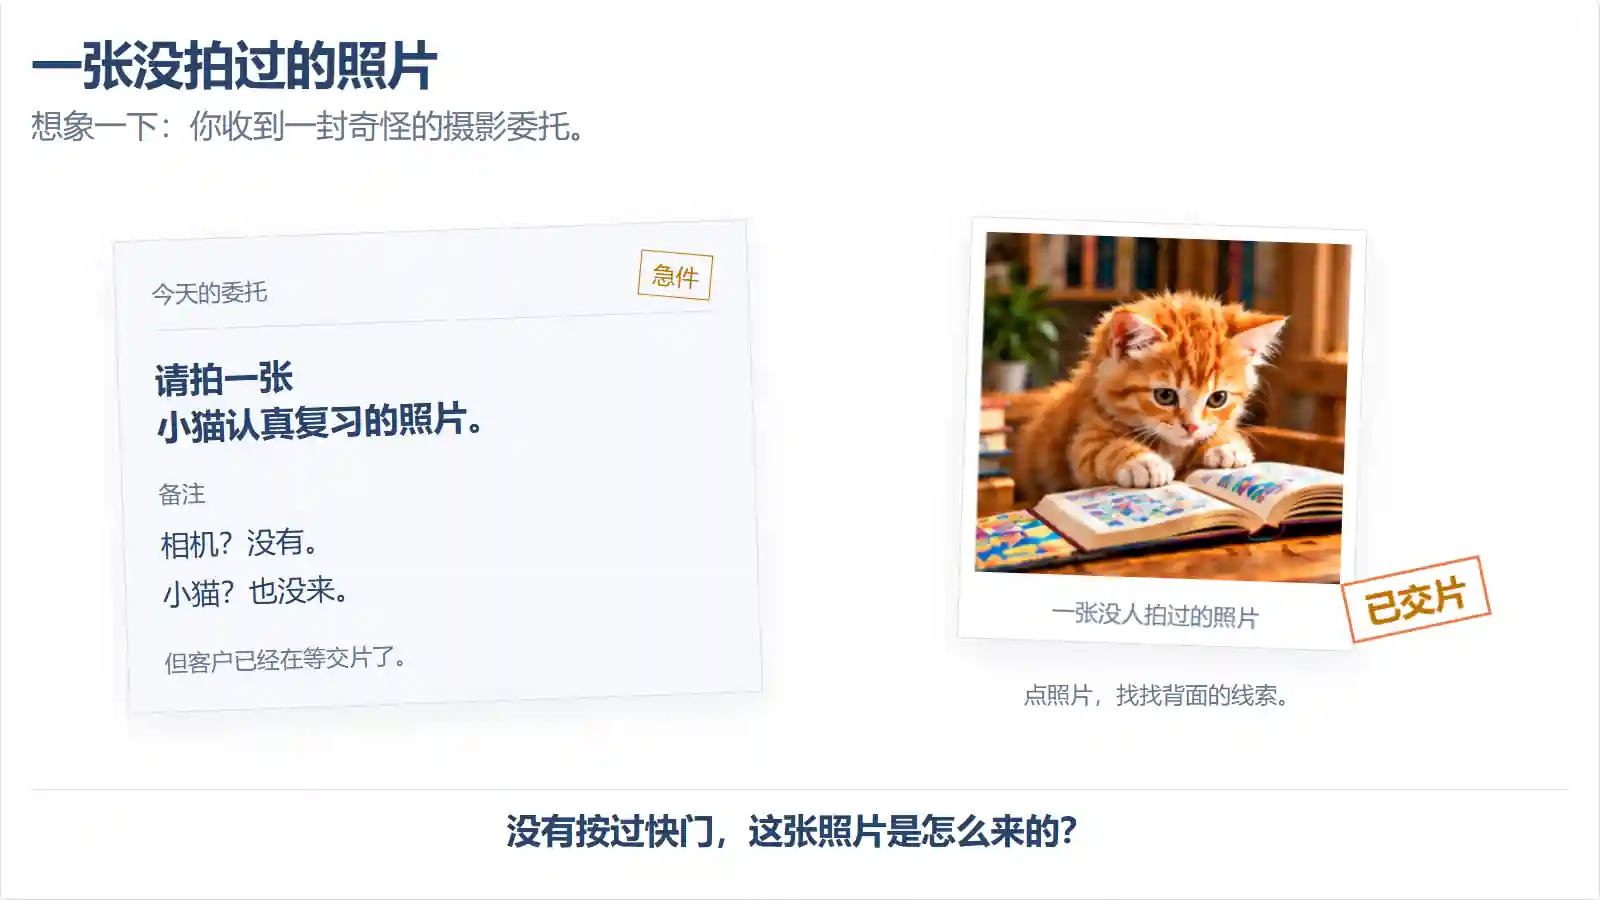 一张没拍过的照片
想象一下：你收到一封奇怪的摄影委托。
今天的委托
急件
请拍一张
小猫认真复习的照片。
备注
相机？没有。
小猫？也没来。
但客户已经在等交片了。
一张没人拍过的照片
已交片
点照片，找找背面的线索。
没有按过快门，这张照片是怎么来的？